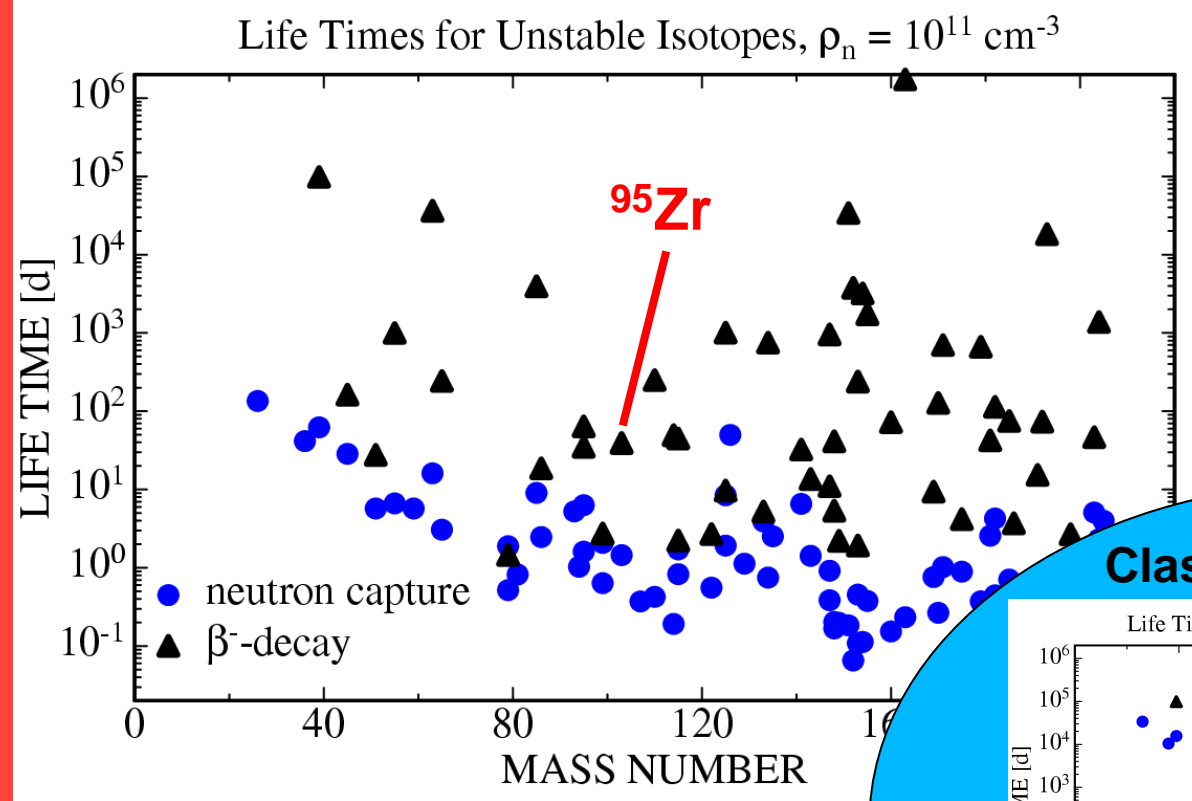 Life Times for Unstable Isotopes, ρₙ = 10¹¹ cm⁻³
10⁶
10⁵
10⁴
10³
10²
10¹
10⁰
10⁻¹
LIFE TIME [d]
⁹⁵Zr
neutron capture
β⁻-decay
0 40 80 120
MASS NUMBER
Life Ti
10⁶
10⁵
10⁴
10³
[d]